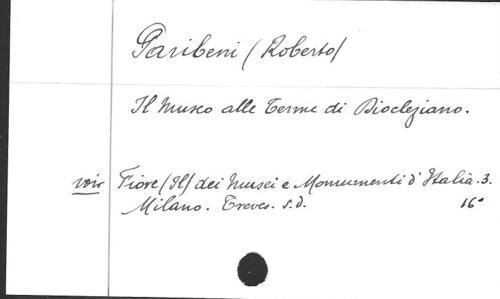 Paribeni (Roberto)
Il Museo alle Terme di Diocleziano.
voir Fiore (Il) dei Musei e Monumenti d'Italia. 3.
Milano. Treves. s.d. 16°